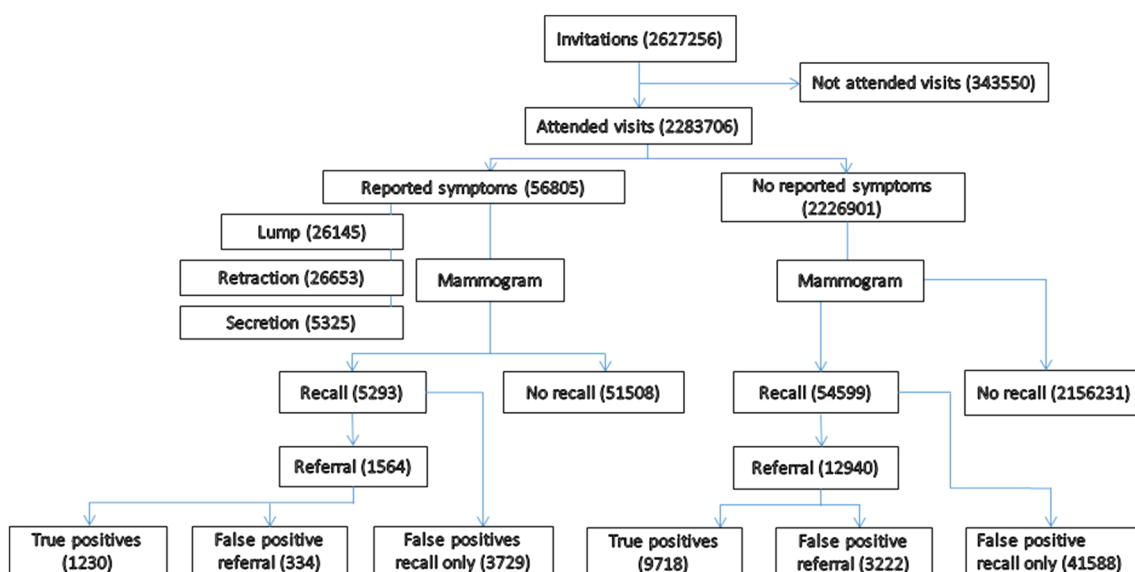 Invitations (2627256)
Not attended visits (343550)
Attended visits (2283706)
Reported symptoms (56805)
No reported symptoms
(2226901)
Lump (26145)
Retraction (26653)
Secretion (5325)
Mammogram
Mammogram
Recall (5293)
No recall (51508)
Recall (54599)
No recall (2156231)
Referral (1564)
Referral (12940)
True positives
(1230)
False positive
referral (334)
False positives
recall only (3729)
True positives
(9718)
False positive
referral (3222)
False positive
recall only (41588)